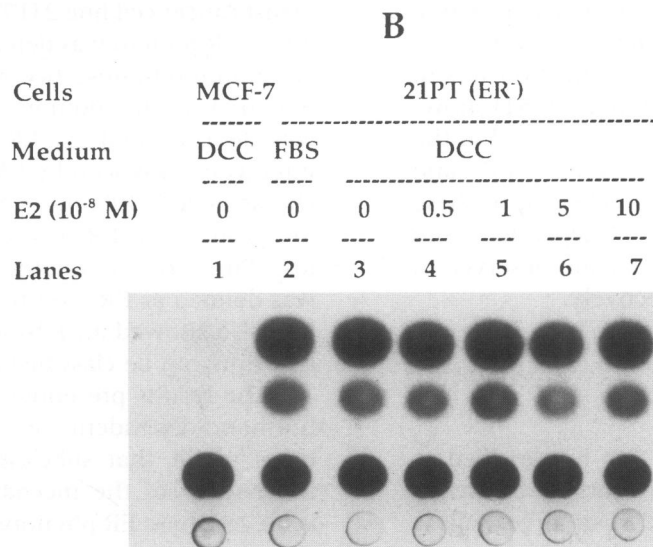 B
Cells MCF-7 21PT (ER⁻)
Medium DCC FBS DCC
E2 (10⁻⁸ M) 0 0 0 0.5 1 5 10
Lanes 1 2 3 4 5 6 7